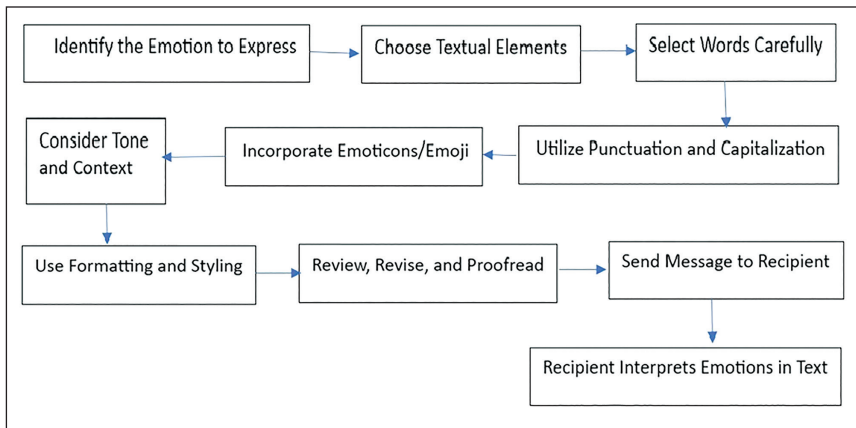 Identify the Emotion to Express
Choose Textual Elements
Select Words Carefully
Utilize Punctuation and Capitalization
Incorporate Emoticons/Emoji
Consider Tone
and Context
Use Formatting and Styling
Review, Revise, and Proofread
Send Message to Recipient
Recipient Interprets Emotions in Text